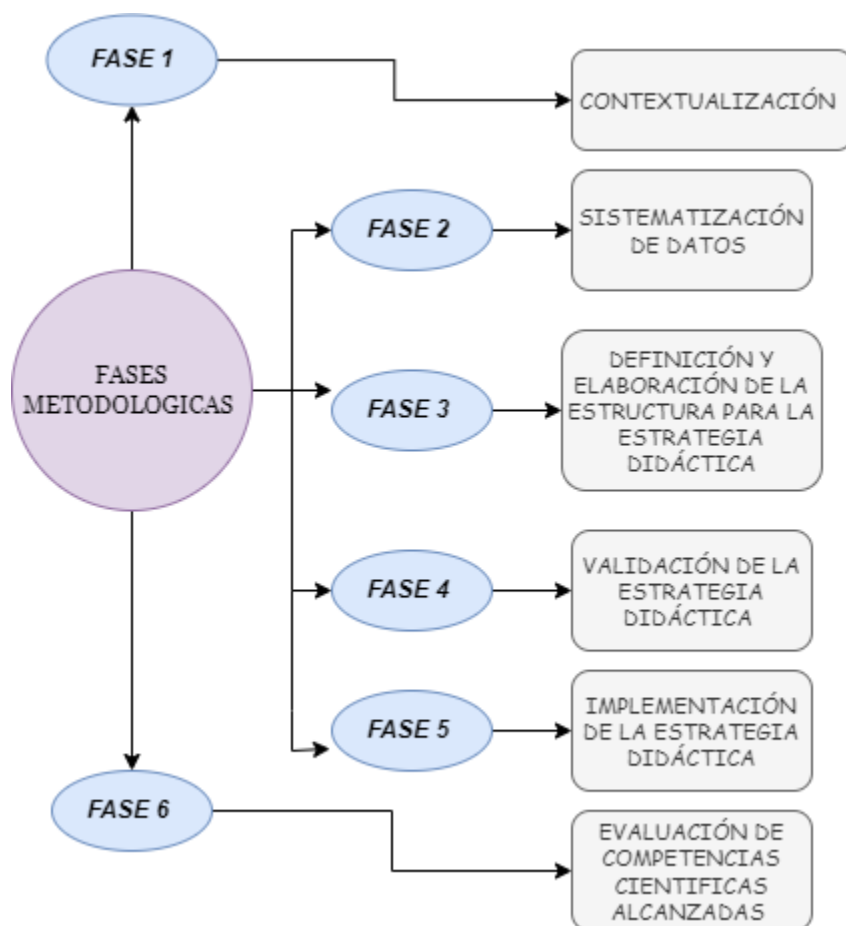 FASE 1
CONTEXTUALIZACIÓN
FASE 2
SISTEMATIZACIÓN
DE DATOS
FASES
METODOLOGICAS
FASE 3
DEFINICIÓN Y
ELABORACIÓN DE LA
ESTRUCTURA PARA LA
ESTRATEGIA
DIDÁCTICA
FASE 4
VALIDACIÓN DE LA
ESTRATEGIA
DIDÁCTICA
FASE 5
IMPLEMENTACIÓN
DE LA ESTRATEGIA
DIDÁCTICA
FASE 6
EVALUACIÓN DE
COMPETENCIAS
CIENTIFICAS
ALCANZADAS